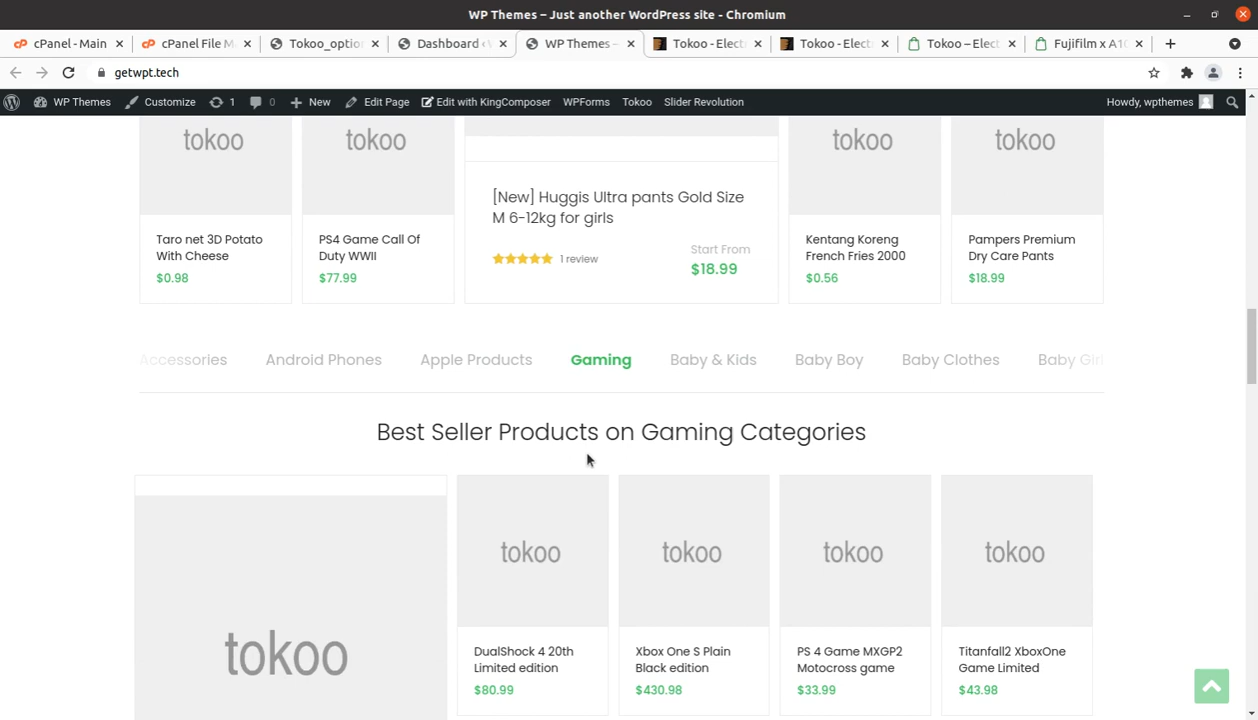 WP Themes – Just another WordPress site - Chromium
cPanel - Main
cPanel File M
Tokoo_optio
Dashboard ‹
WP Themes –
Tokoo - Elect
Tokoo - Elect
Tokoo – Elect
Fujifilm x A10
getwpt.tech
WP Themes
Customize
1
0
New
Edit Page
Edit with KingComposer
WPForms
Tokoo
Slider Revolution
Howdy, wpthemes
tokoo
tokoo
tokoo
tokoo
[New] Huggis Ultra pants Gold Size
M 6-12kg for girls
1 review
Start From
$18.99
Taro net 3D Potato
With Cheese
$0.98
PS4 Game Call Of
Duty WWII
$77.99
Kentang Koreng
French Fries 2000
$0.56
Pampers Premium
Dry Care Pants
$18.99
Accessories
Android Phones
Apple Products
Gaming
Baby & Kids
Baby Boy
Baby Clothes
Baby Girl
Best Seller Products on Gaming Categories
tokoo
tokoo
tokoo
tokoo
tokoo
DualShock 4 20th
Limited edition
$80.99
Xbox One S Plain
Black edition
$430.98
PS 4 Game MXGP2
Motocross game
$33.99
Titanfall2 XboxOne
Game Limited
$43.98